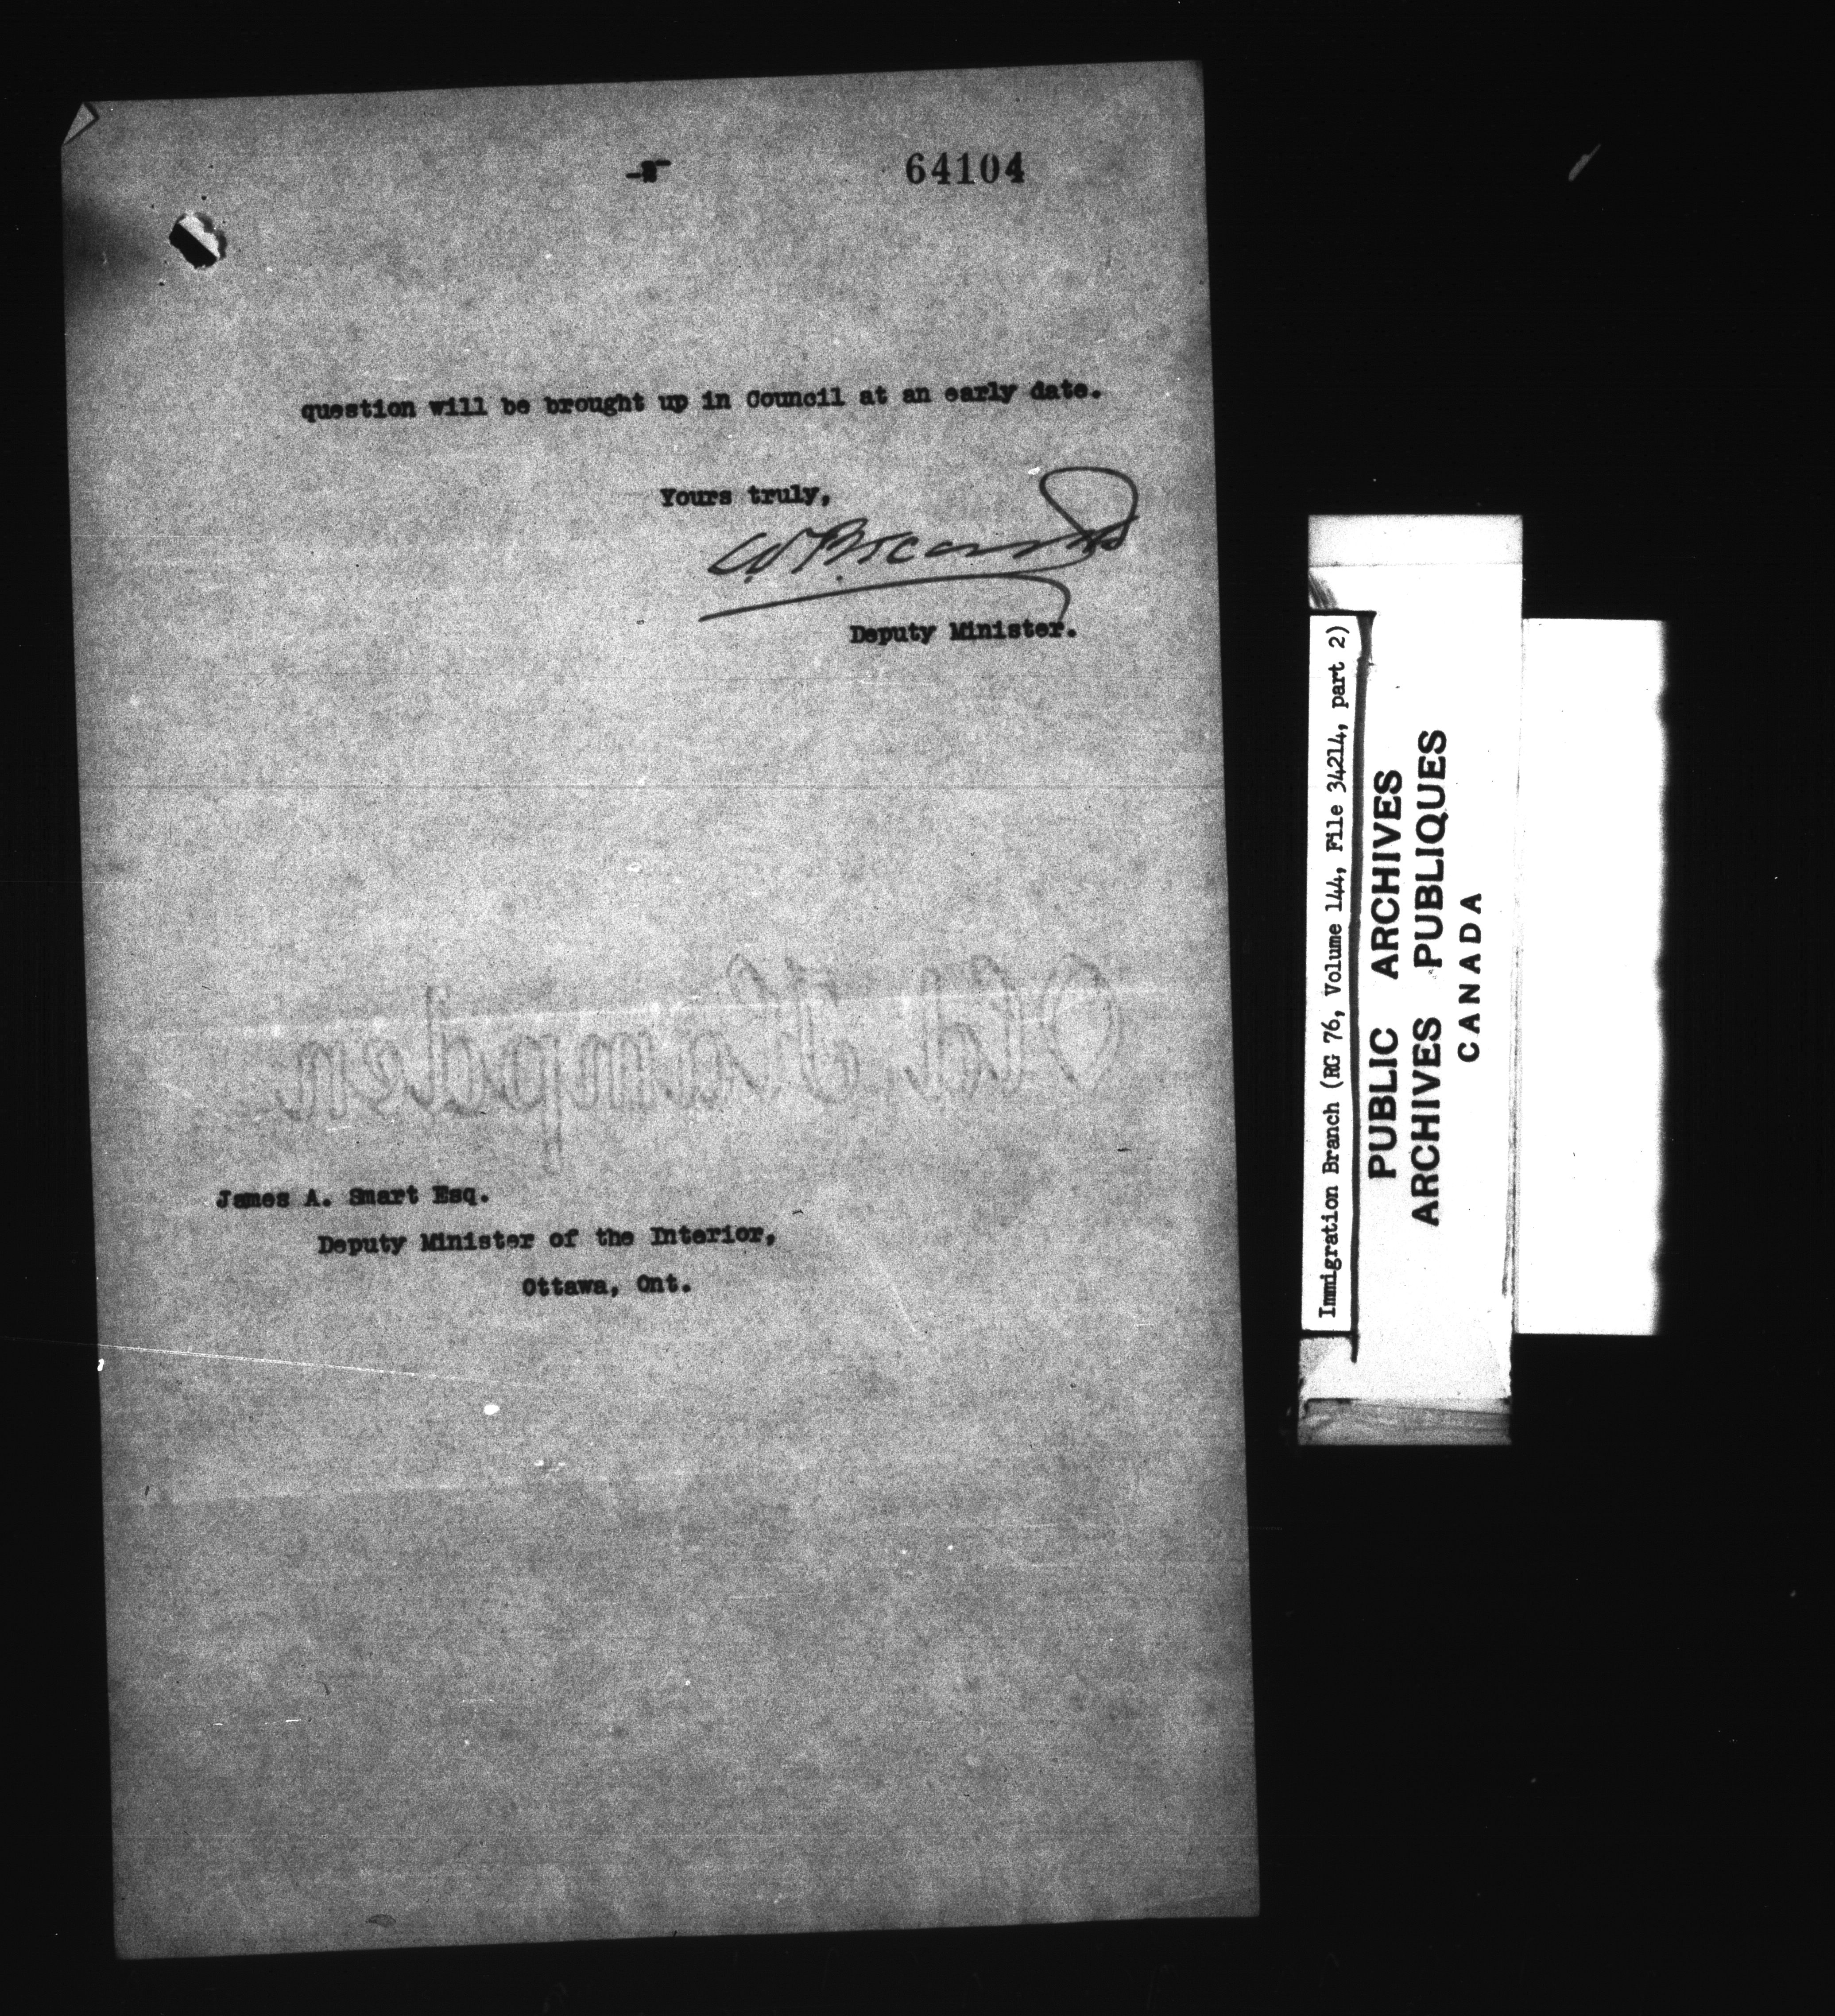 64104
question will be brought up in Council at an early date.
Yours truly,
Deputy Minister.
Old Hampden
James A. Smart Esq.
Deputy Minister of the Interior,
Ottawa, Ont.
Immigration Branch (RG 76, Volume 144, File 34214, part 2)
PUBLIC ARCHIVES
ARCHIVES PUBLIQUES
CANADA